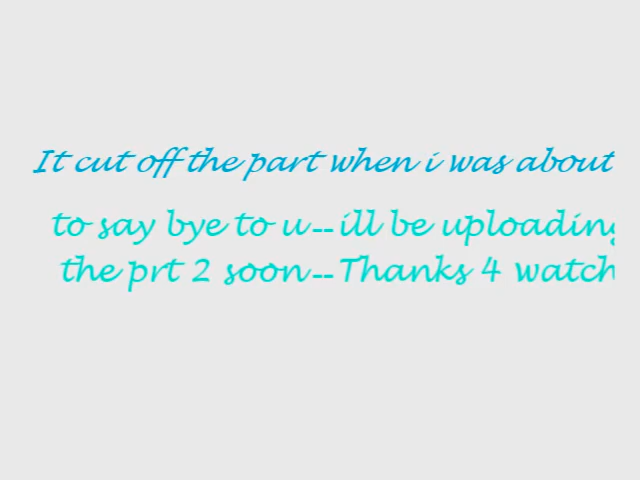 It cut off the part when i was about
to say bye to u--ill be uploading
the prt 2 soon--Thanks 4 watch